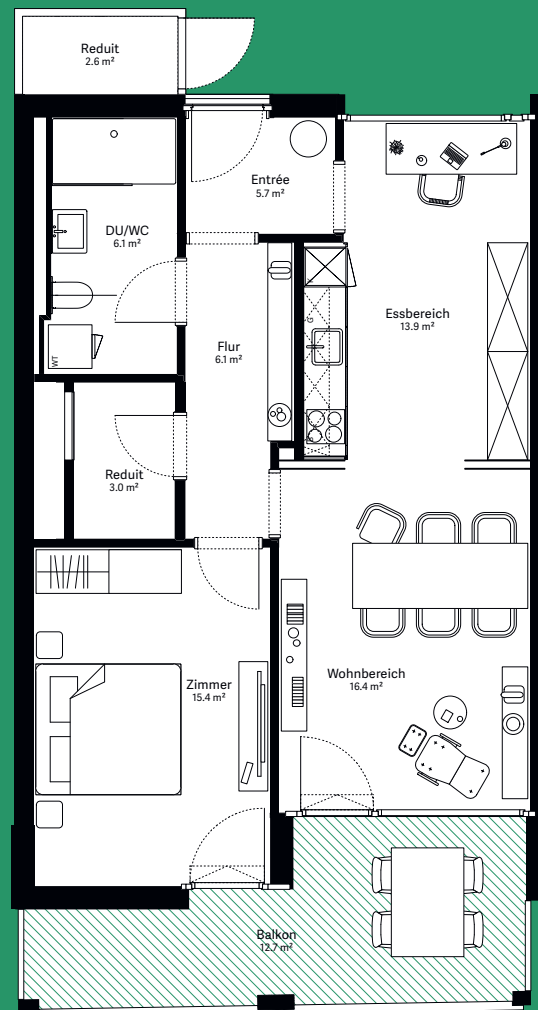 Reduit
2.6 m²
Entrée
5.7 m²
DU/WC
6.1 m²
Essbereich
13.9 m²
Flur
6.1 m²
WT
G
Reduit
3.0 m²
Zimmer
15.4 m²
Wohnbereich
16.4 m²
Balkon
12.7 m²